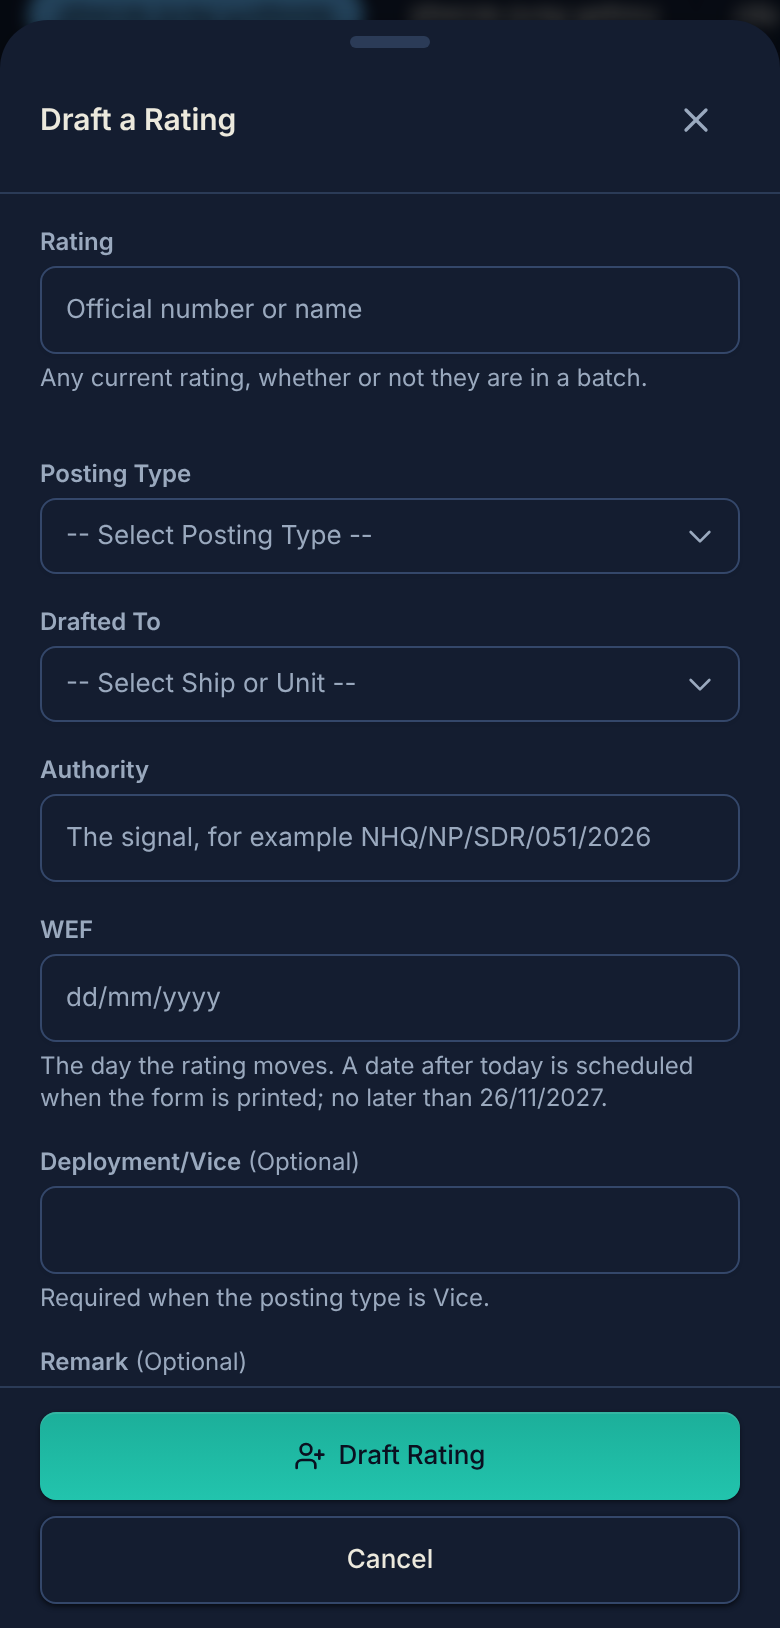 Draft a Rating
Rating
Official number or name
Any current rating, whether or not they are in a batch.
Posting Type
-- Select Posting Type --
Drafted To
-- Select Ship or Unit --
Authority
The signal, for example NHQ/NP/SDR/051/2026
WEF
dd/mm/yyyy
The day the rating moves. A date after today is scheduled
when the form is printed; no later than 26/11/2027.
Deployment/Vice (Optional)
Required when the posting type is Vice.
Remark (Optional)
Draft Rating
Cancel